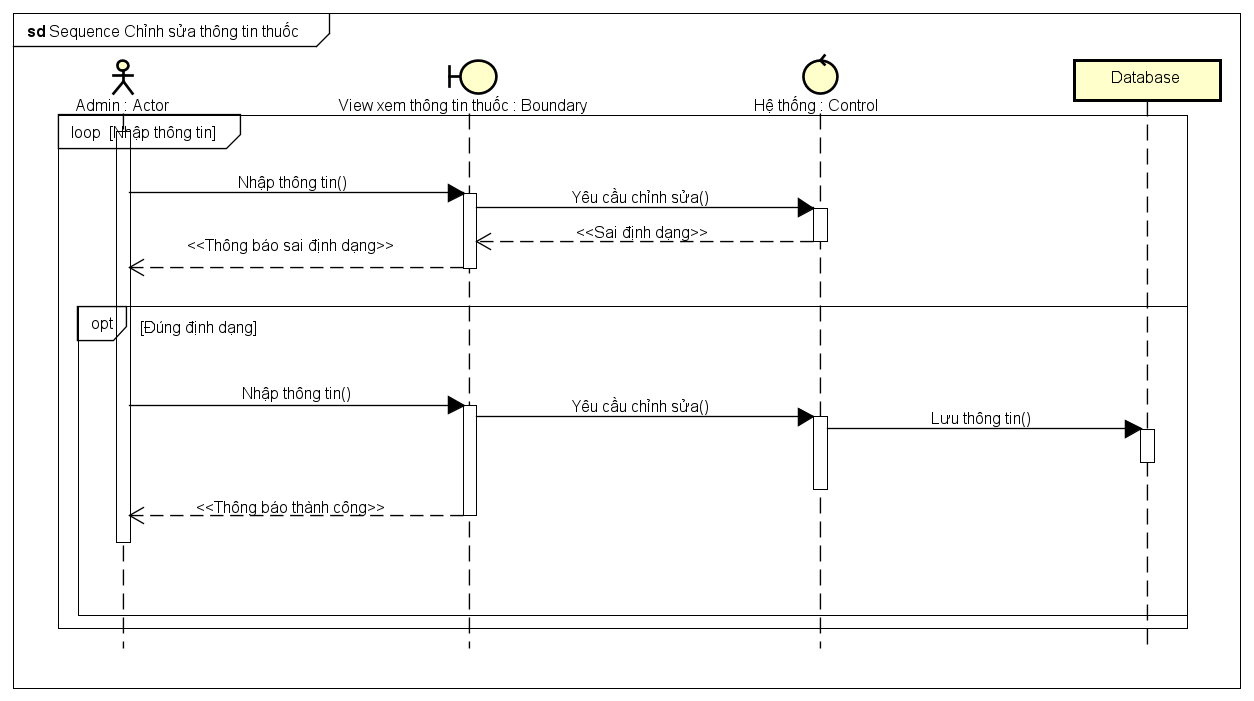 sd Sequence Chỉnh sửa thông tin thuốc
Admin : Actor
View xem thông tin thuốc : Boundary
Hệ thống : Control
Database
loop [Nhập thông tin]
Nhập thông tin()
Yêu cầu chỉnh sửa()
<<Sai định dạng>>
<<Thông báo sai định dạng>>
opt [Đúng định dạng]
Nhập thông tin()
Yêu cầu chỉnh sửa()
Lưu thông tin()
<<Thông báo thành công>>